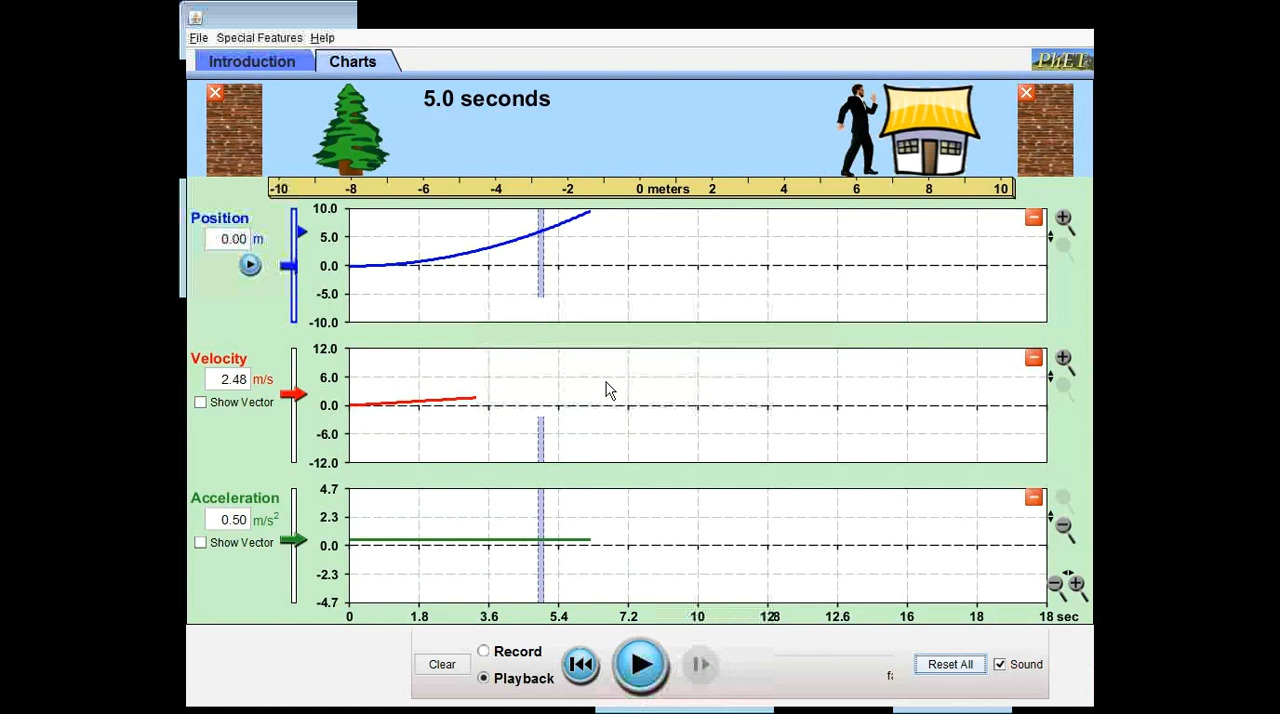 File Special Features Help
Introduction Charts PhET
5.0 seconds
-10 -8 -6 -4 -2 0 meters 2 4 6 8 10
Position
0.00 m
10.0
5.0
0.0
-5.0
-10.0
Velocity
2.48 m/s
Show Vector
12.0
6.0
0.0
-6.0
-12.0
Acceleration
0.50 m/s²
Show Vector
4.7
2.3
0.0
-2.3
-4.7
0 1.8 3.6 5.4 7.2 10 128 12.6 16 18 18 sec
Clear
Record
Playback
Reset All
Sound